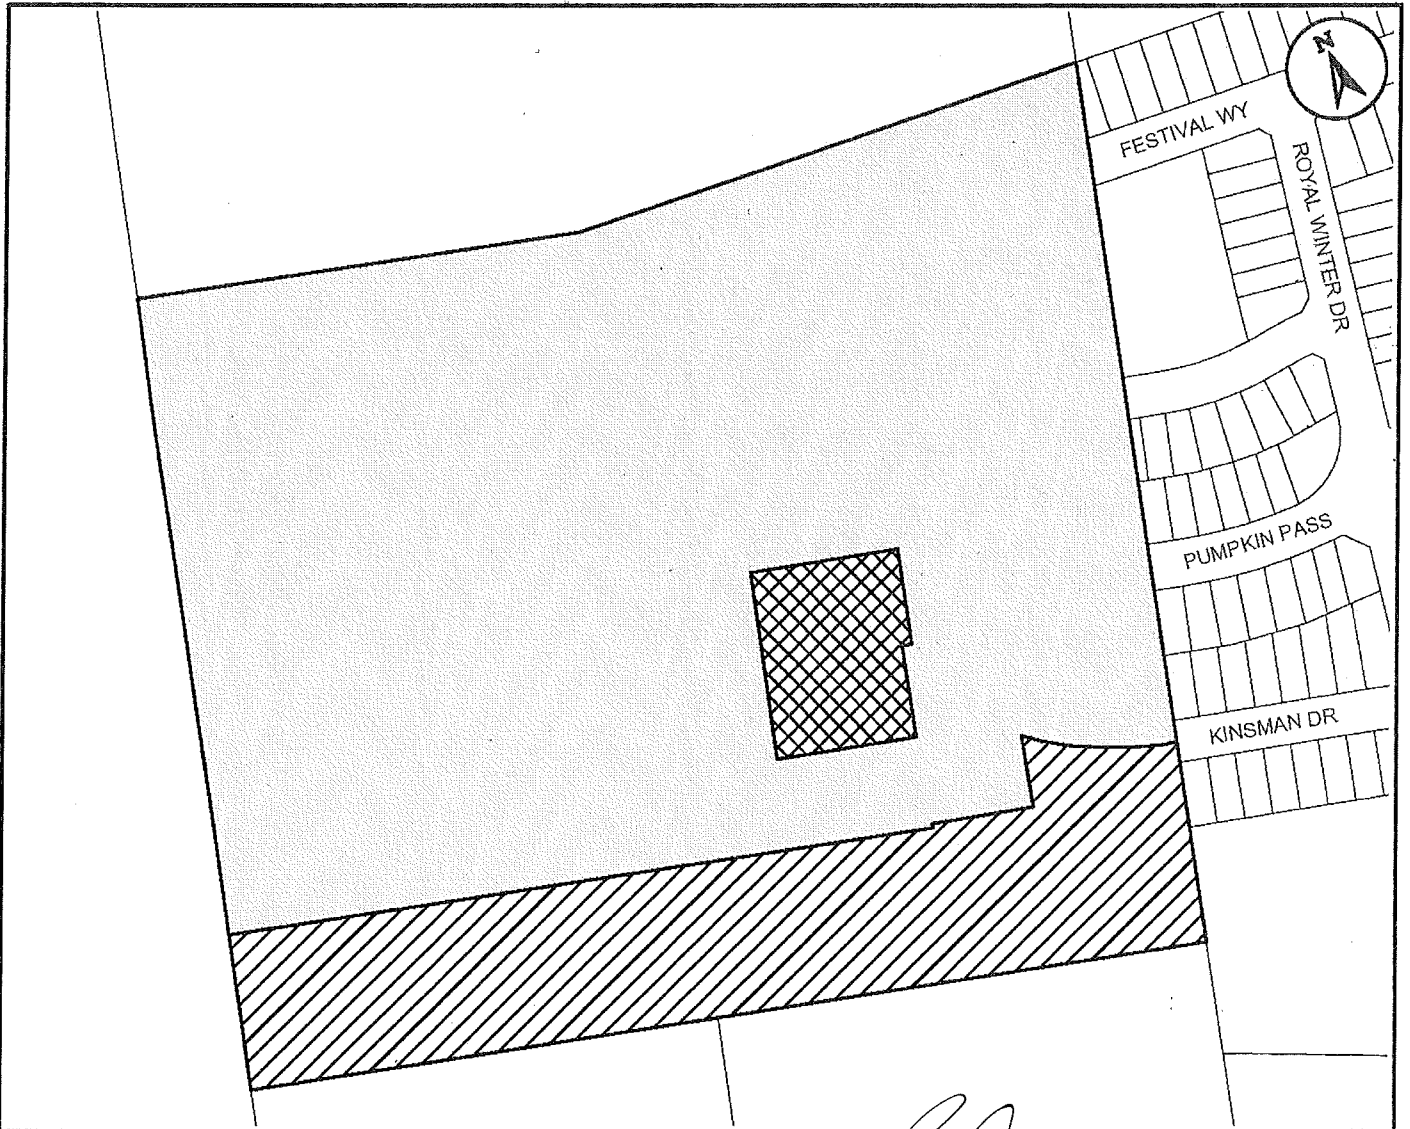 N
FESTIVAL WY
ROYAL WINTER DR
PUMPKIN PASS
KINSMAN DR